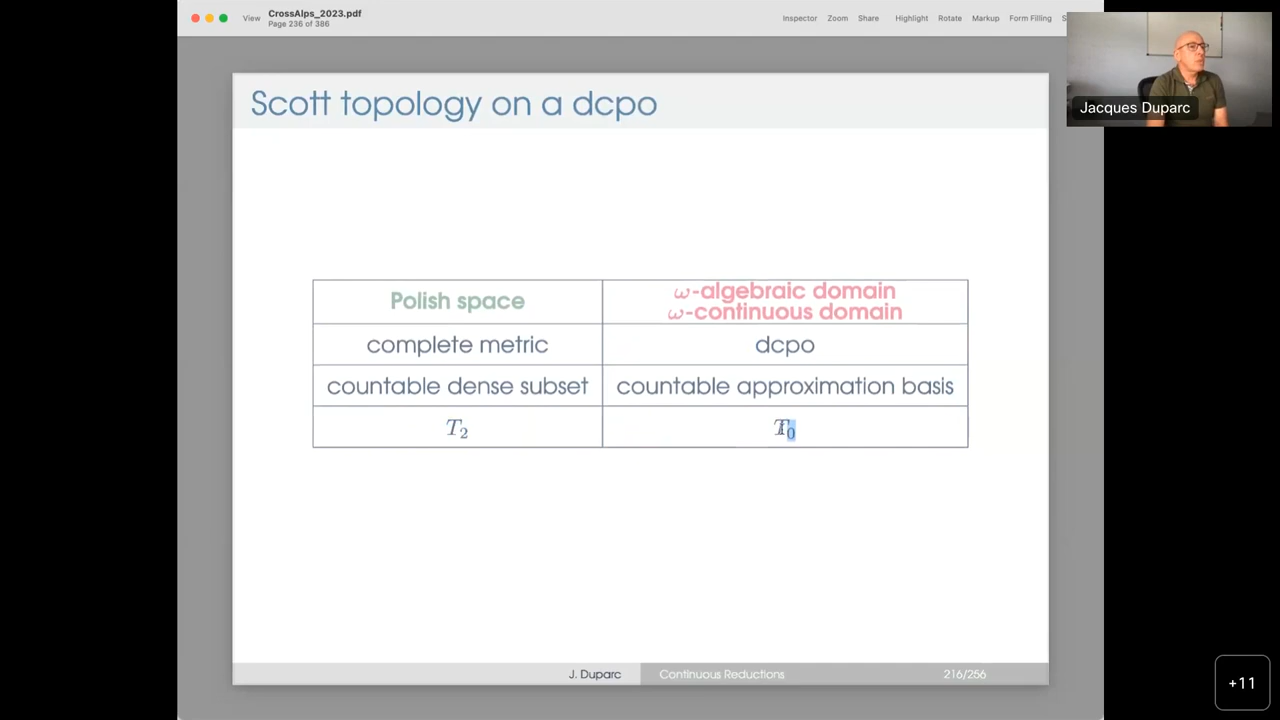 View
CrossAlps_2023.pdf
Page 236 of 386
Inspector Zoom Share Highlight Rotate Markup Form Filling
Jacques Duparc
Scott topology on a dcpo
Polish space
ω-algebraic domain
ω-continuous domain
complete metric
dcpo
countable dense subset
countable approximation basis
T₂
T₀
J. Duparc
Continuous Reductions
216/256
+11